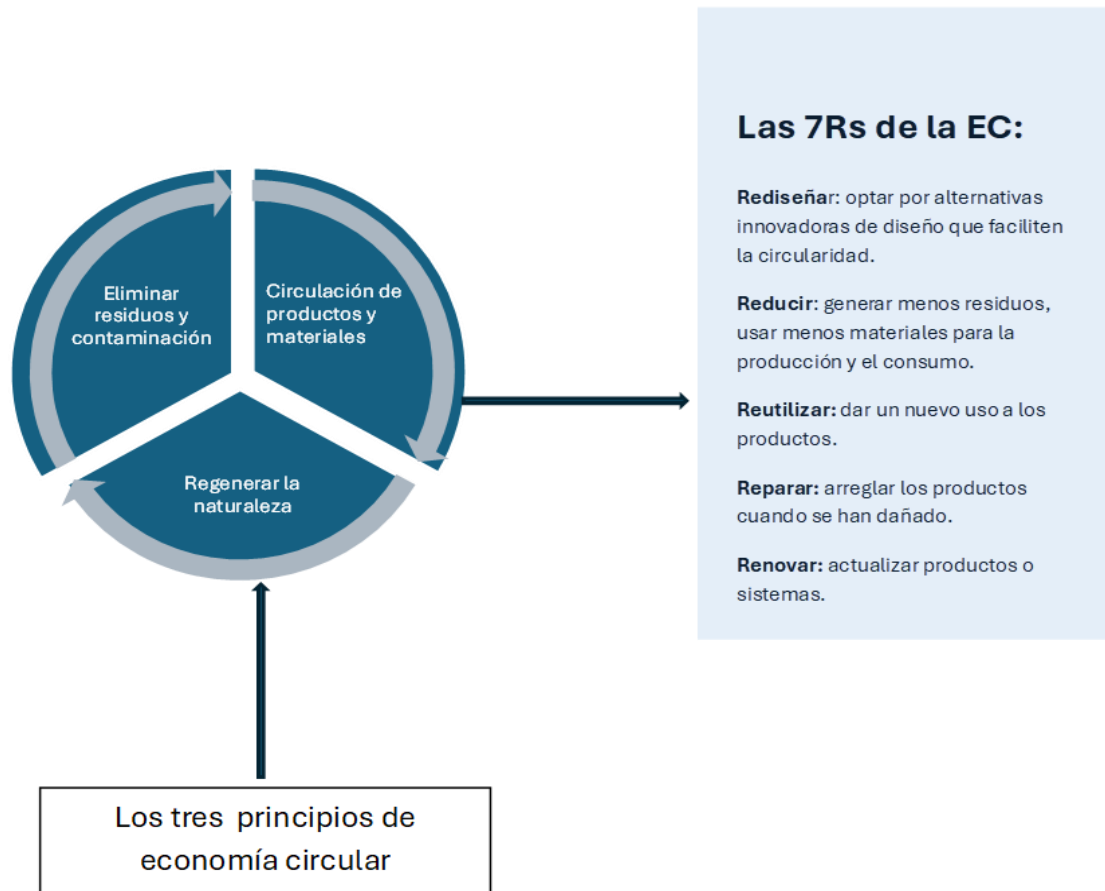 Las 7Rs de la EC:
Rediseñar: optar por alternativas
innovadoras de diseño que faciliten
la circularidad.
Reducir: generar menos residuos,
usar menos materiales para la
producción y el consumo.
Reutilizar: dar un nuevo uso a los
productos.
Reparar: arreglar los productos
cuando se han dañado.
Renovar: actualizar productos o
sistemas.
Eliminar
residuos y
contaminación
Circulación de
productos y
materiales
Regenerar la
naturaleza
Los tres principios de
economía circular